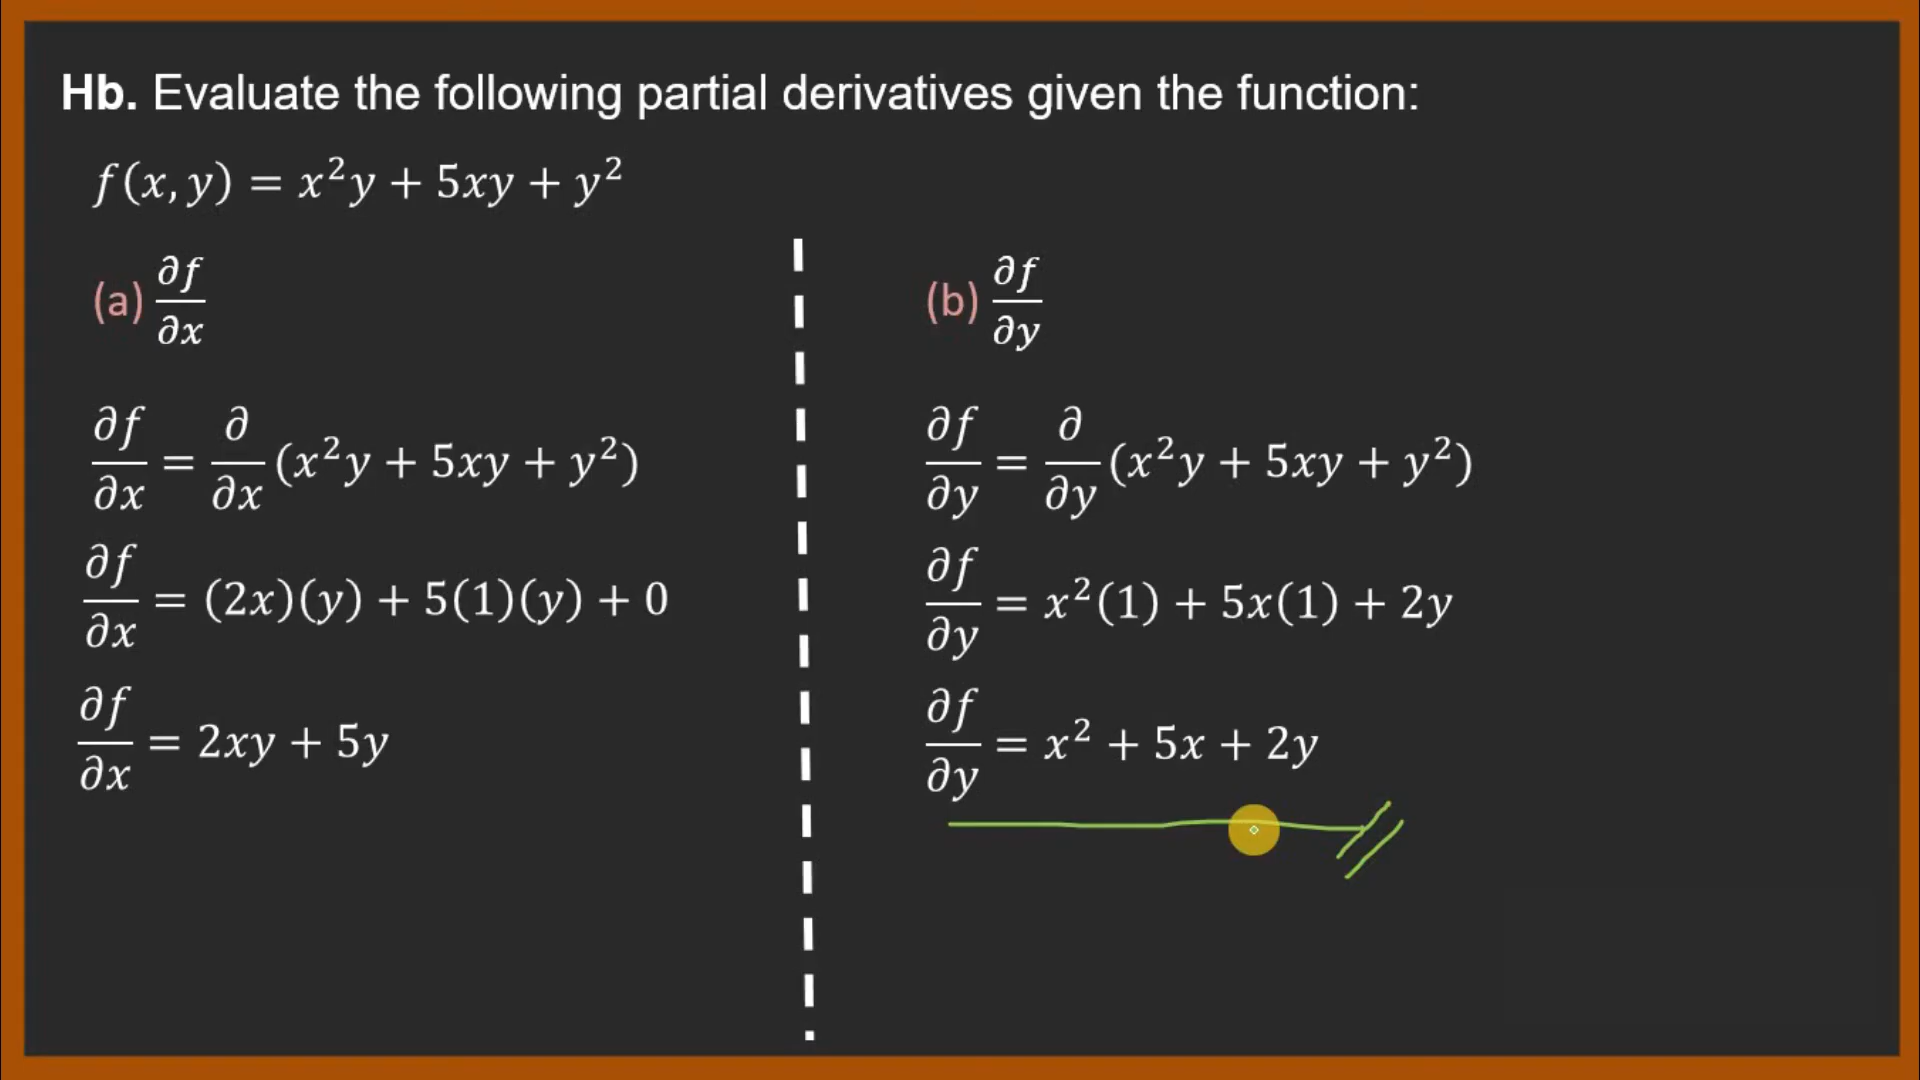 Hb. Evaluate the following partial derivatives given the function:
f(x, y) = x²y + 5xy + y²
(a) ∂f/∂x
∂f/∂x = ∂/∂x (x²y + 5xy + y²)
∂f/∂x = (2x)(y) + 5(1)(y) + 0
∂f/∂x = 2xy + 5y
(b) ∂f/∂y
∂f/∂y = ∂/∂y (x²y + 5xy + y²)
∂f/∂y = x²(1) + 5x(1) + 2y
∂f/∂y = x² + 5x + 2y